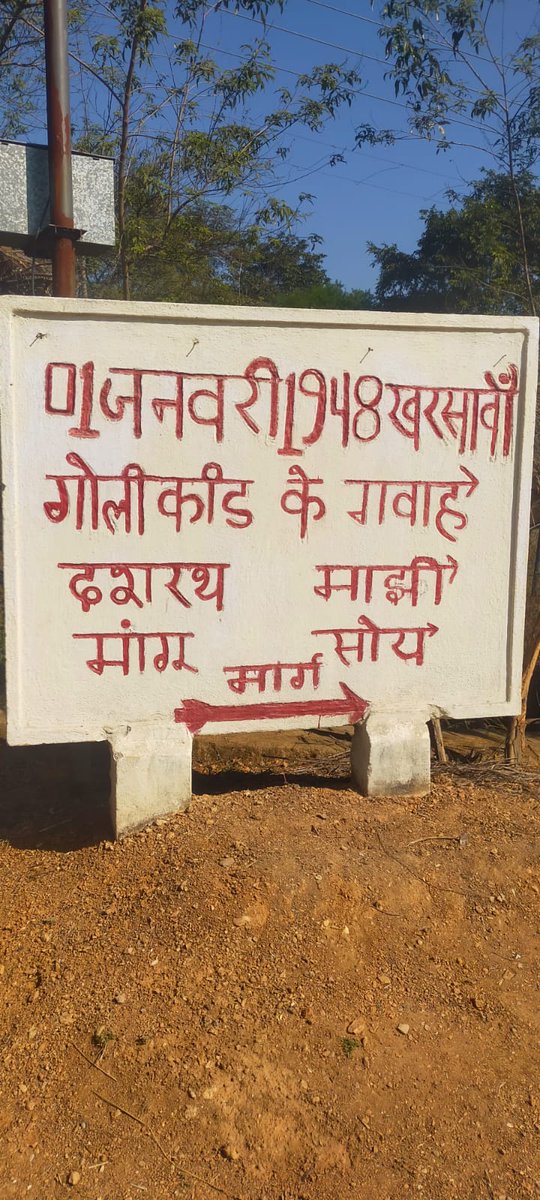 01 जनवरी 1948 खरसावाँ
गोली कांड के गवाह
दशरथ माझी
मांगू सोय
मार्ग